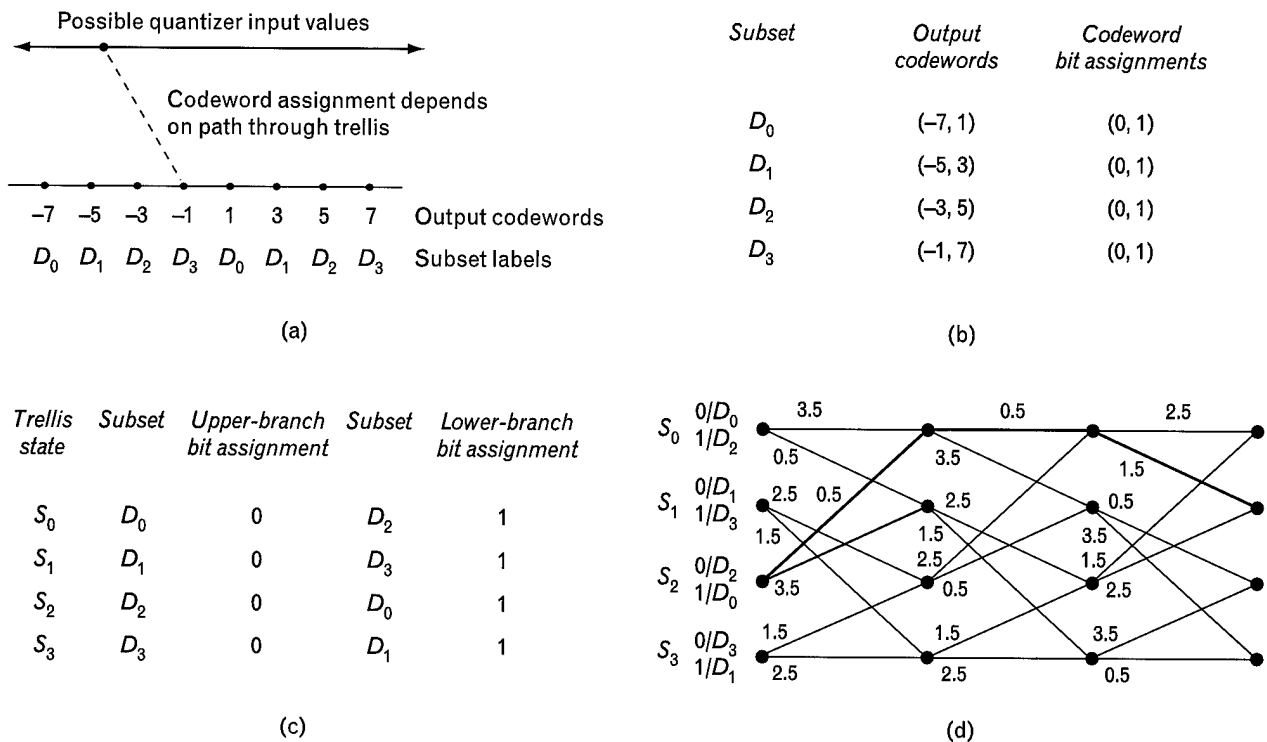 Possible quantizer input values
Codeword assignment depends
on path through trellis
–7 –5 –3 –1 1 3 5 7 Output codewords
D0 D1 D2 D3 D0 D1 D2 D3 Subset labels
(a)
Subset Output codewords Codeword bit assignments
D0 (–7, 1) (0, 1)
D1 (–5, 3) (0, 1)
D2 (–3, 5) (0, 1)
D3 (–1, 7) (0, 1)
(b)
Trellis state Subset Upper-branch bit assignment Subset Lower-branch bit assignment
S0 D0 0 D2 1
S1 D1 0 D3 1
S2 D2 0 D0 1
S3 D3 0 D1 1
(c)
3.5 0.5 2.5
S0 0/D0 1/D2
0.5 3.5 1.5
S1 0/D1 1/D3
2.5 0.5 2.5 0.5
1.5 1.5 3.5
2.5 1.5
S2 0/D2 1/D0
3.5 0.5 2.5
1.5 1.5 3.5
S3 0/D3 1/D1
2.5 2.5 0.5
(d)